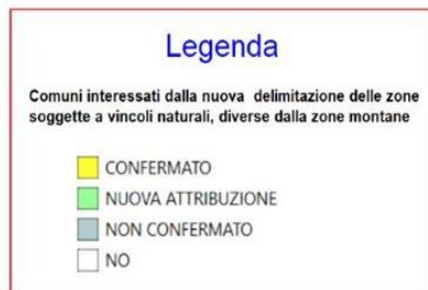 Legenda
Comuni interessati dalla nuova delimitazione delle zone
soggette a vincoli naturali, diverse dalla zone montane
CONFERMATO
NUOVA ATTRIBUZIONE
NON CONFERMATO
NO